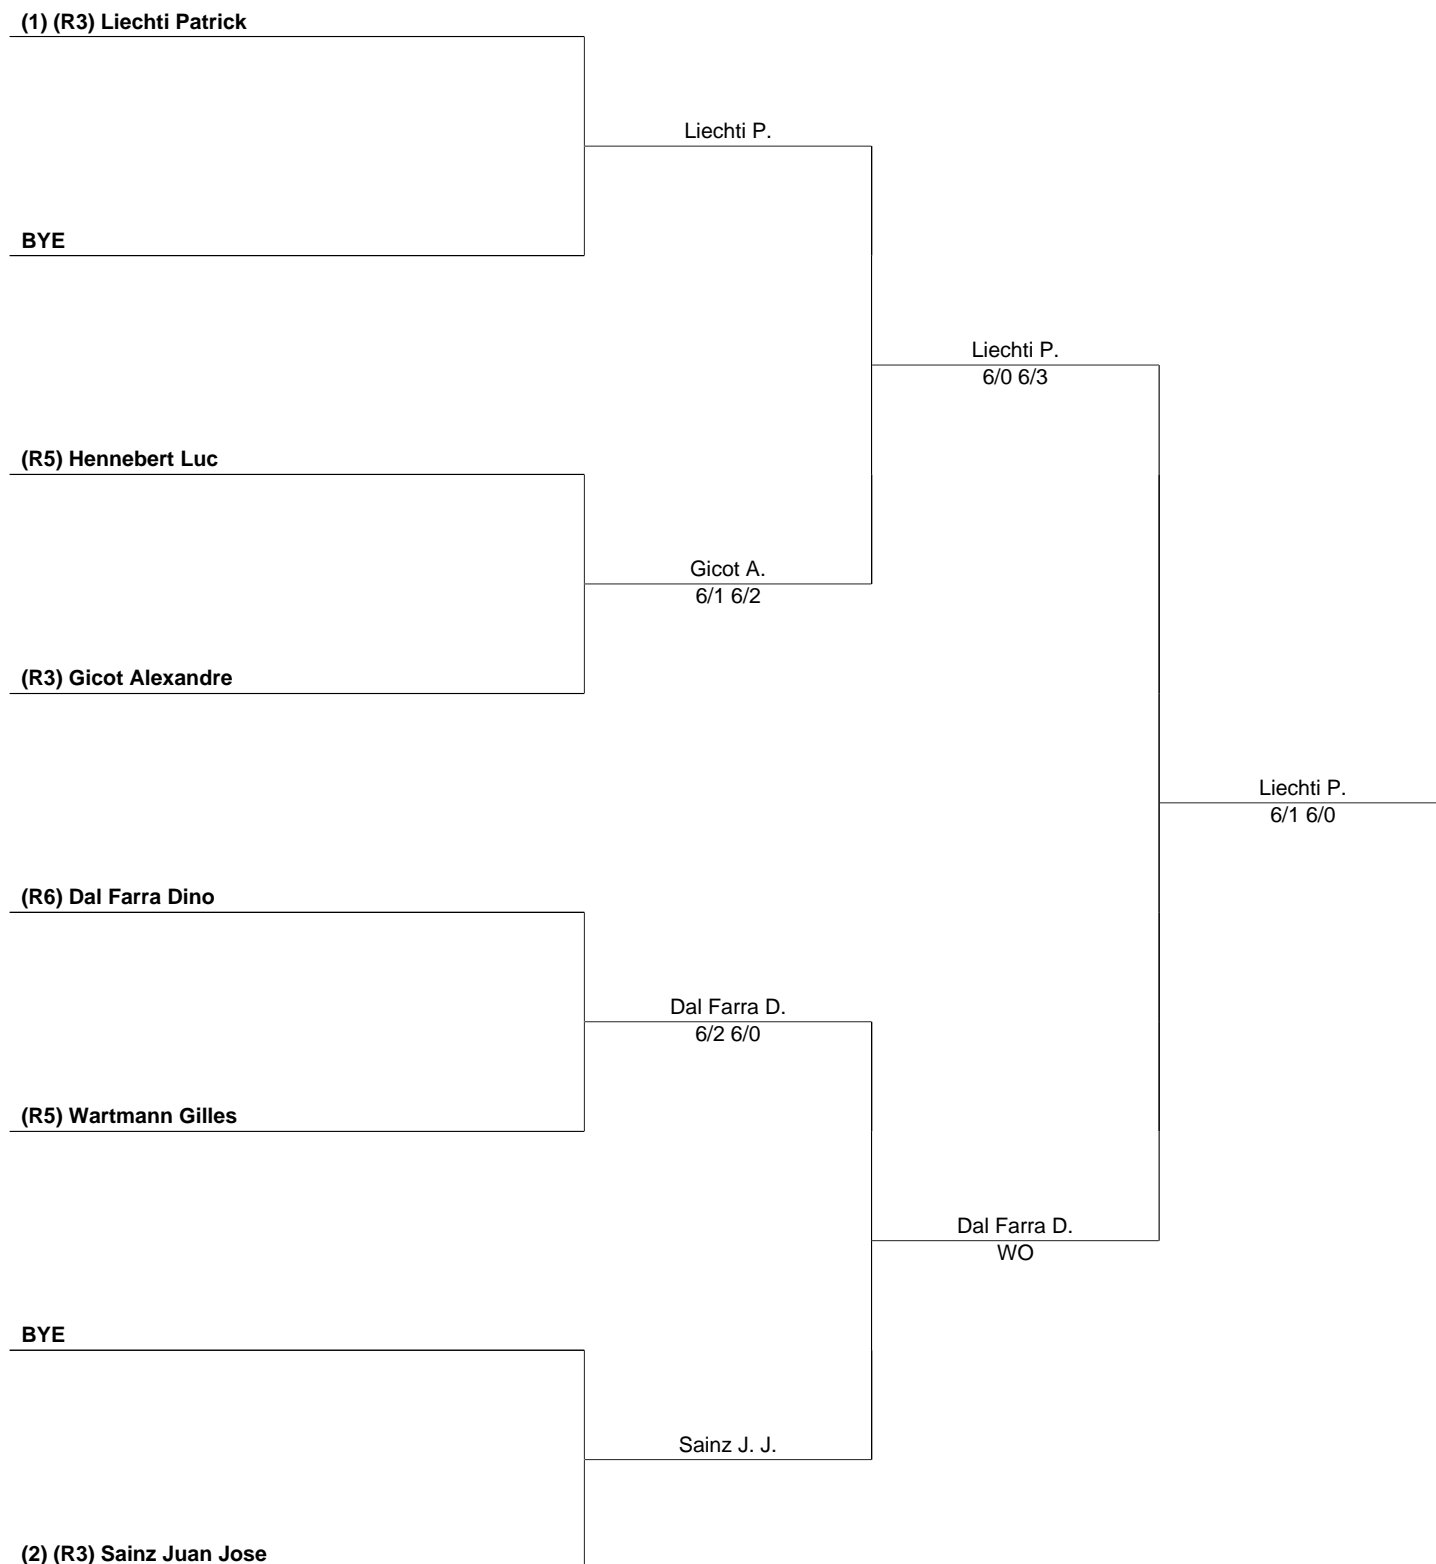 (1) (R3) Liechti Patrick
Liechti P.
BYE
Liechti P.
6/0 6/3
(R5) Hennebert Luc
Gicot A.
6/1 6/2
(R3) Gicot Alexandre
Liechti P.
6/1 6/0
(R6) Dal Farra Dino
Dal Farra D.
6/2 6/0
(R5) Wartmann Gilles
Dal Farra D.
WO
BYE
Sainz J. J.
(2) (R3) Sainz Juan Jose